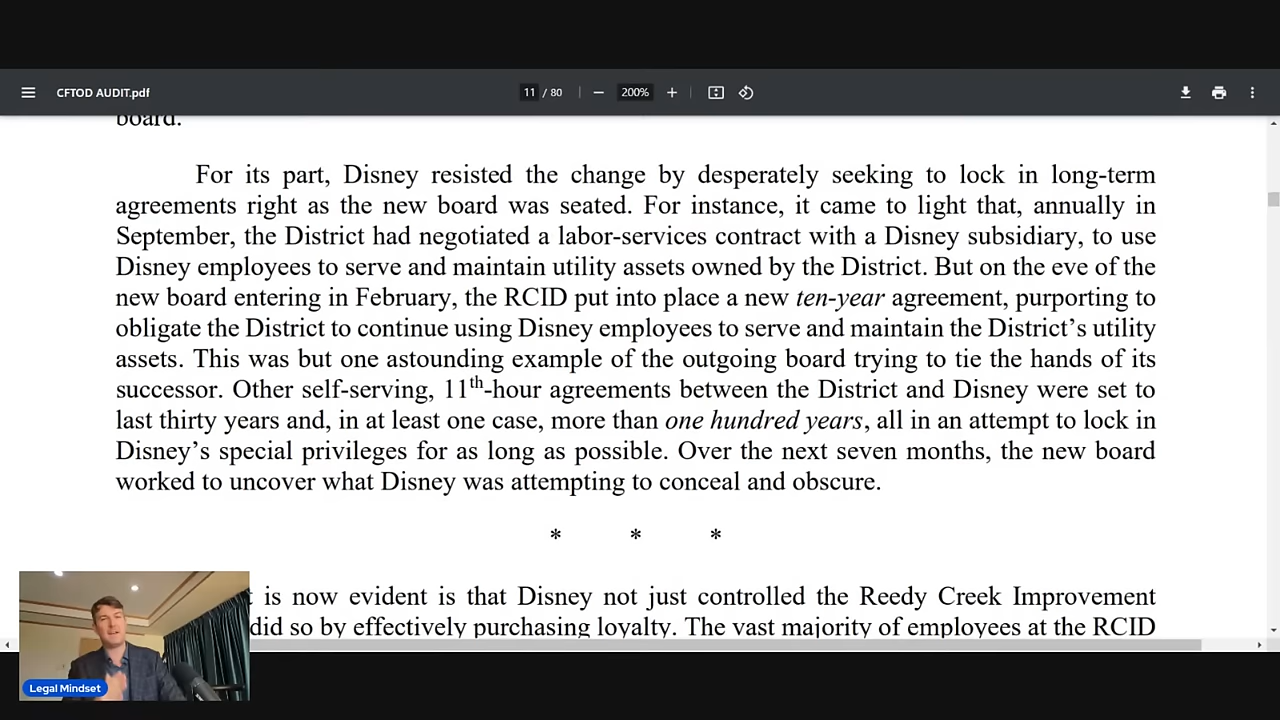 CFTOD AUDIT.pdf
11 / 80
200%
board.
For its part, Disney resisted the change by desperately seeking to lock in long-term
agreements right as the new board was seated. For instance, it came to light that, annually in
September, the District had negotiated a labor-services contract with a Disney subsidiary, to use
Disney employees to serve and maintain utility assets owned by the District. But on the eve of the
new board entering in February, the RCID put into place a new ten-year agreement, purporting to
obligate the District to continue using Disney employees to serve and maintain the District's utility
assets. This was but one astounding example of the outgoing board trying to tie the hands of its
successor. Other self-serving, 11th-hour agreements between the District and Disney were set to
last thirty years and, in at least one case, more than one hundred years, all in an attempt to lock in
Disney's special privileges for as long as possible. Over the next seven months, the new board
worked to uncover what Disney was attempting to conceal and obscure.
* * *
is now evident is that Disney not just controlled the Reedy Creek Improvement
did so by effectively purchasing loyalty. The vast majority of employees at the RCID
Legal Mindset